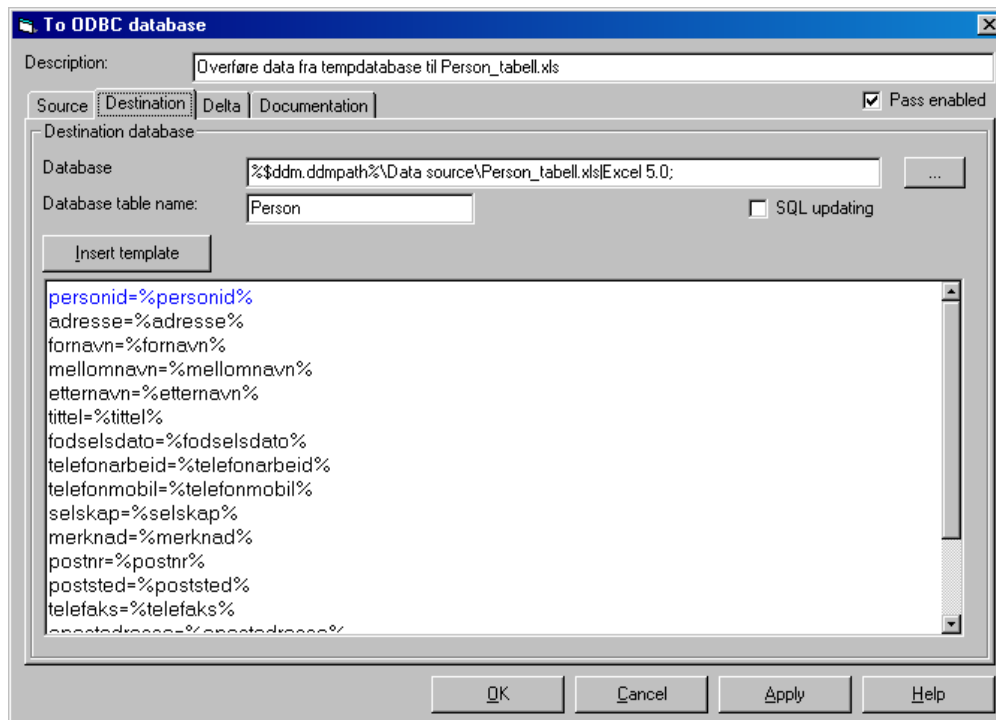 To ODBC database
Description: Overføre data fra tempdatabase til Person_tabell.xls
Source Destination Delta Documentation Pass enabled
Destination database
Database %$ddm.ddmpath%\Data source\Person_tabell.xls|Excel 5.0; ...
Database table name: Person SQL updating
Insert template
personid=%personid%
adresse=%adresse%
fornavn=%fornavn%
mellomnavn=%mellomnavn%
etternavn=%etternavn%
tittel=%tittel%
fodselsdato=%fodselsdato%
telefonarbeid=%telefonarbeid%
telefonmobil=%telefonmobil%
selskap=%selskap%
merknad=%merknad%
postnr=%postnr%
poststed=%poststed%
telefaks=%telefaks%
OK Cancel Apply Help